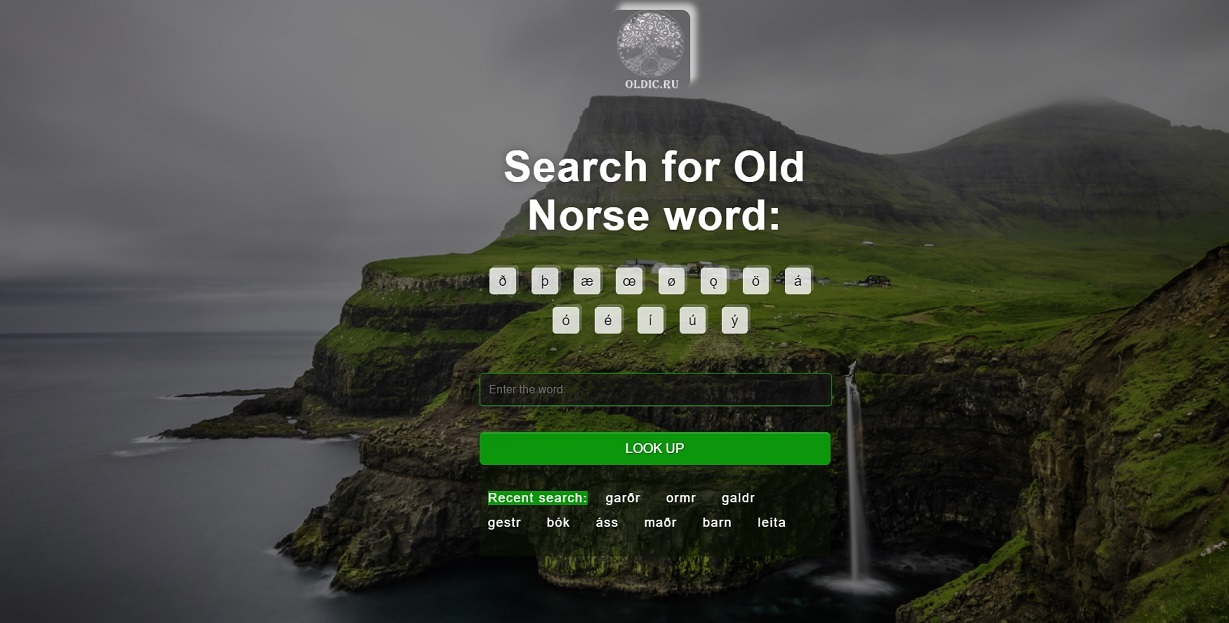 OLDIC.RU
Search for Old
Norse word:
ð þ æ œ ø ǫ ö á
ó é í ú ý
Enter the word:
LOOK UP
Recent search: garðr ormr galdr
gestr bók áss maðr barn leita